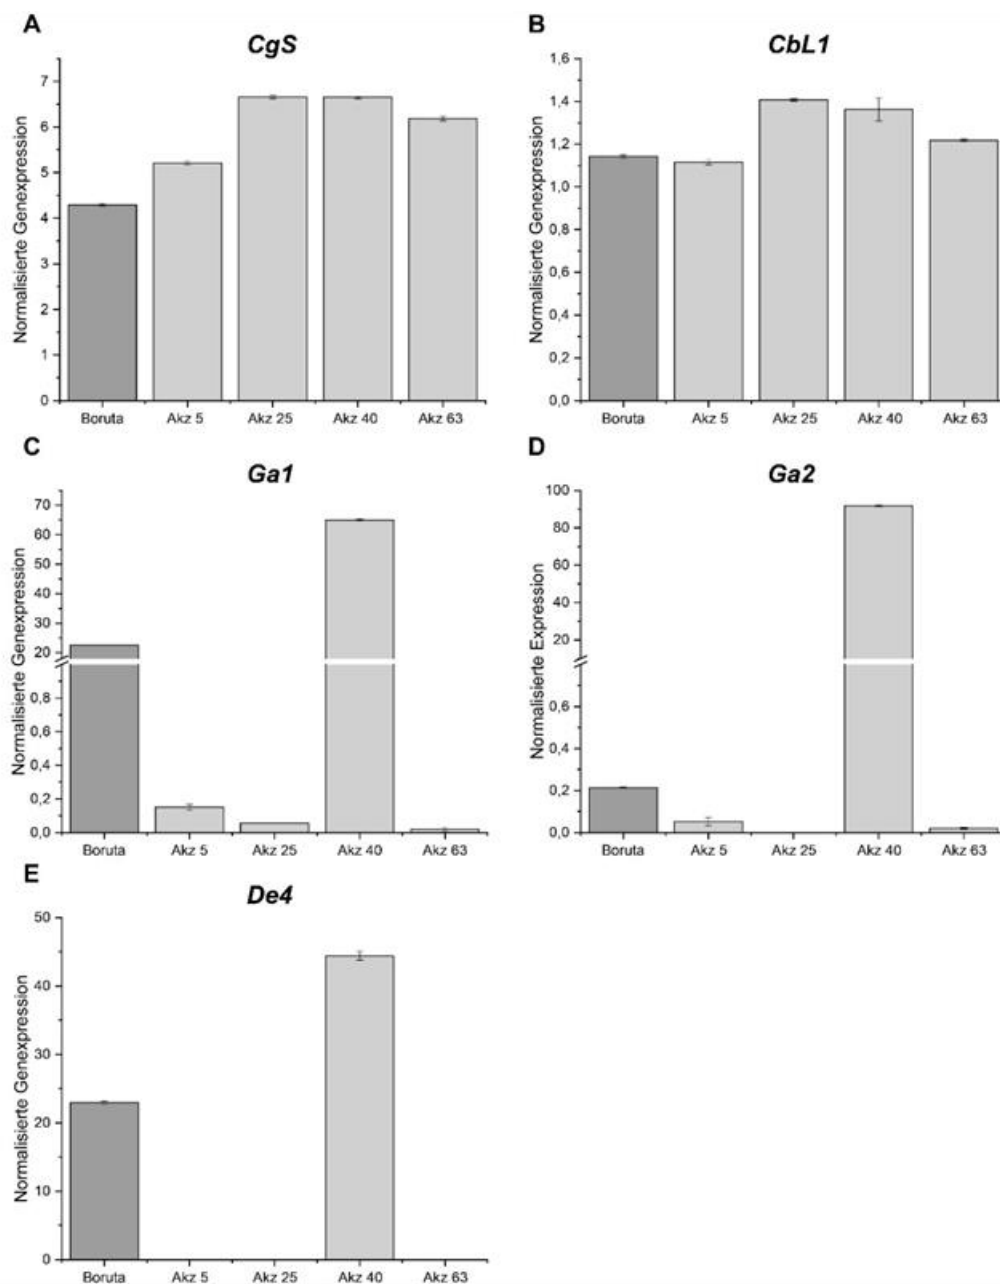 A
CgS
Normalisierte Genexpression
7
6
5
4
3
2
1
0
Boruta Akz 5 Akz 25 Akz 40 Akz 63
B
CbL1
Normalisierte Genexpression
1,6
1,4
1,2
1,0
0,8
0,6
0,4
0,2
0,0
Boruta Akz 5 Akz 25 Akz 40 Akz 63
C
Ga1
Normalisierte Genexpression
70
60
50
40
30
20
0,8
0,6
0,4
0,2
0,0
Boruta Akz 5 Akz 25 Akz 40 Akz 63
D
Ga2
Normalisierte Expression
100
80
60
40
20
0,6
0,4
0,2
0,0
Boruta Akz 5 Akz 25 Akz 40 Akz 63
E
De4
Normalisierte Genexpression
50
40
30
20
10
0
Boruta Akz 5 Akz 25 Akz 40 Akz 63